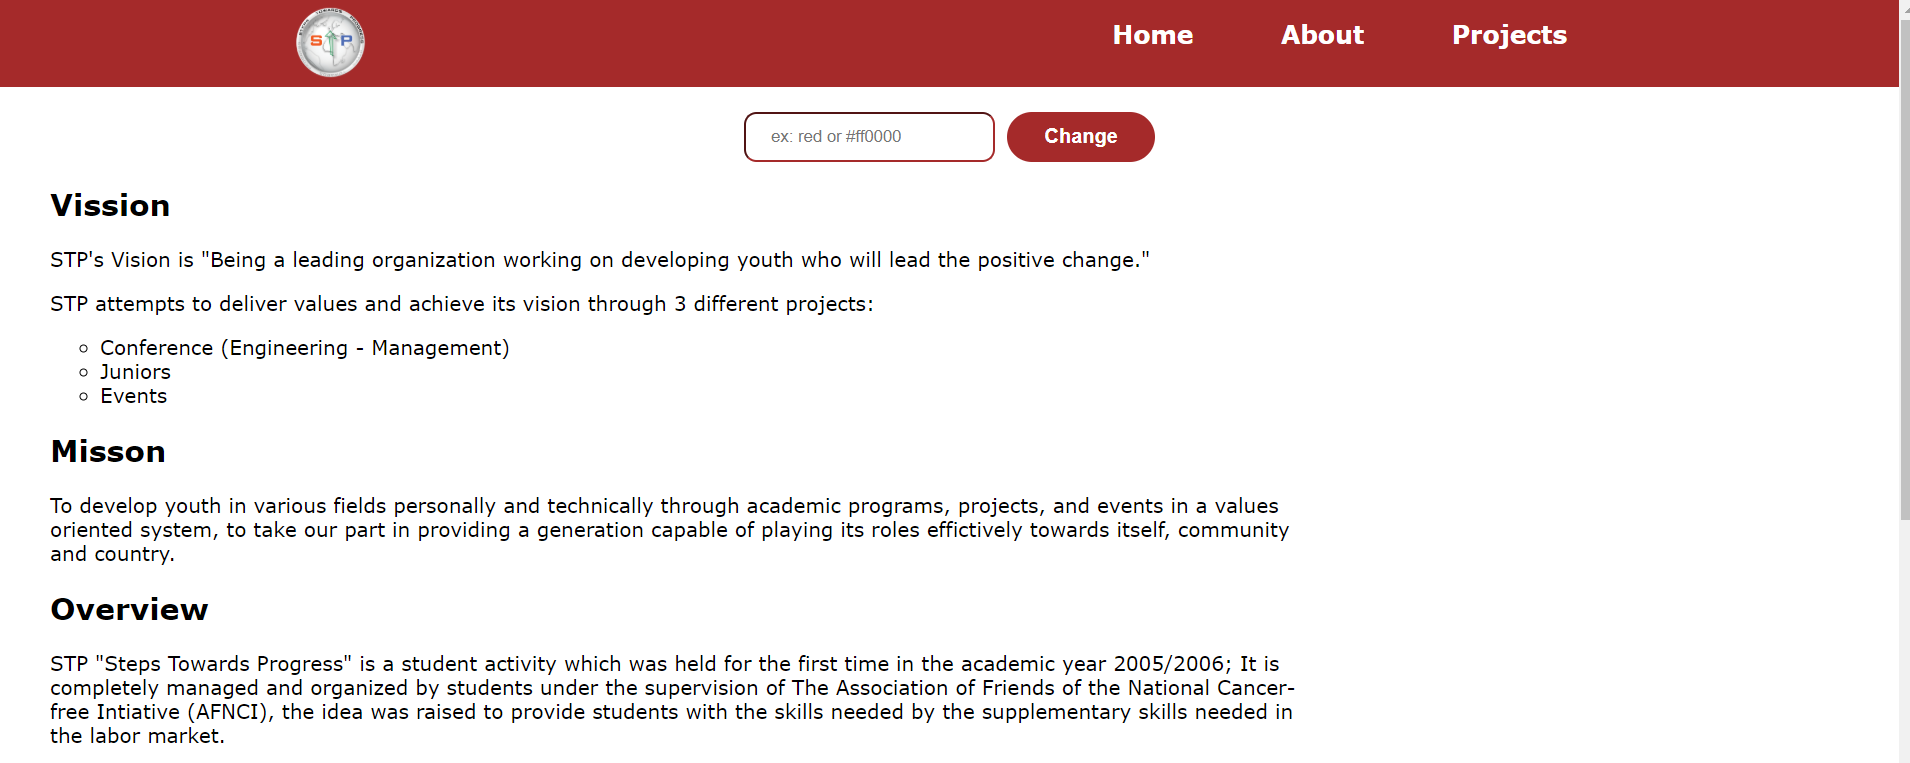 STP
Home About Projects
ex: red or #ff0000 Change
Vission
STP's Vision is "Being a leading organization working on developing youth who will lead the positive change."
STP attempts to deliver values and achieve its vision through 3 different projects:
Conference (Engineering - Management)
Juniors
Events
Misson
To develop youth in various fields personally and technically through academic programs, projects, and events in a values
oriented system, to take our part in providing a generation capable of playing its roles effictively towards itself, community
and country.
Overview
STP "Steps Towards Progress" is a student activity which was held for the first time in the academic year 2005/2006; It is
completely managed and organized by students under the supervision of The Association of Friends of the National Cancer-
free Intiative (AFNCI), the idea was raised to provide students with the skills needed by the supplementary skills needed in
the labor market.